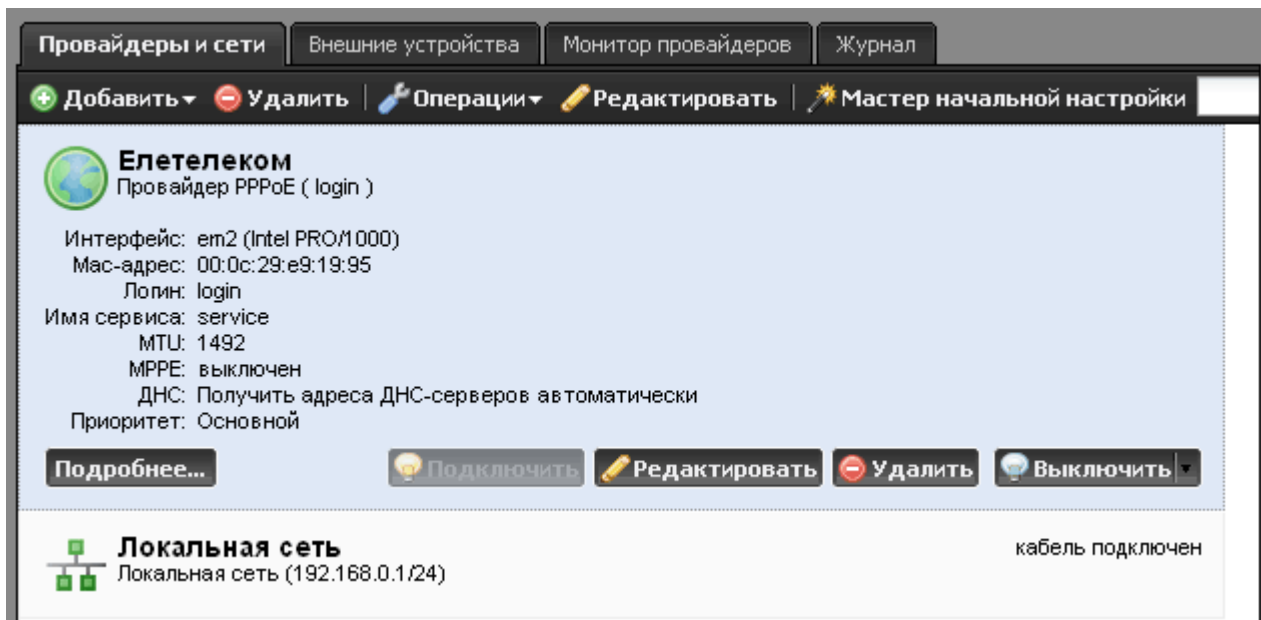 Провайдеры и сети Внешние устройства Монитор провайдеров Журнал
Добавить Удалить Операции Редактировать Мастер начальной настройки
Елетелеком
Провайдер PPPoE ( login )
Интерфейс: em2 (Intel PRO/1000)
Мас-адрес: 00:0c:29:e9:19:95
Логин: login
Имя сервиса: service
MTU: 1492
MPPE: выключен
ДНС: Получить адреса ДНС-серверов автоматически
Приоритет: Основной
Подробнее... Подключить Редактировать Удалить Выключить
Локальная сеть кабель подключен
Локальная сеть (192.168.0.1/24)